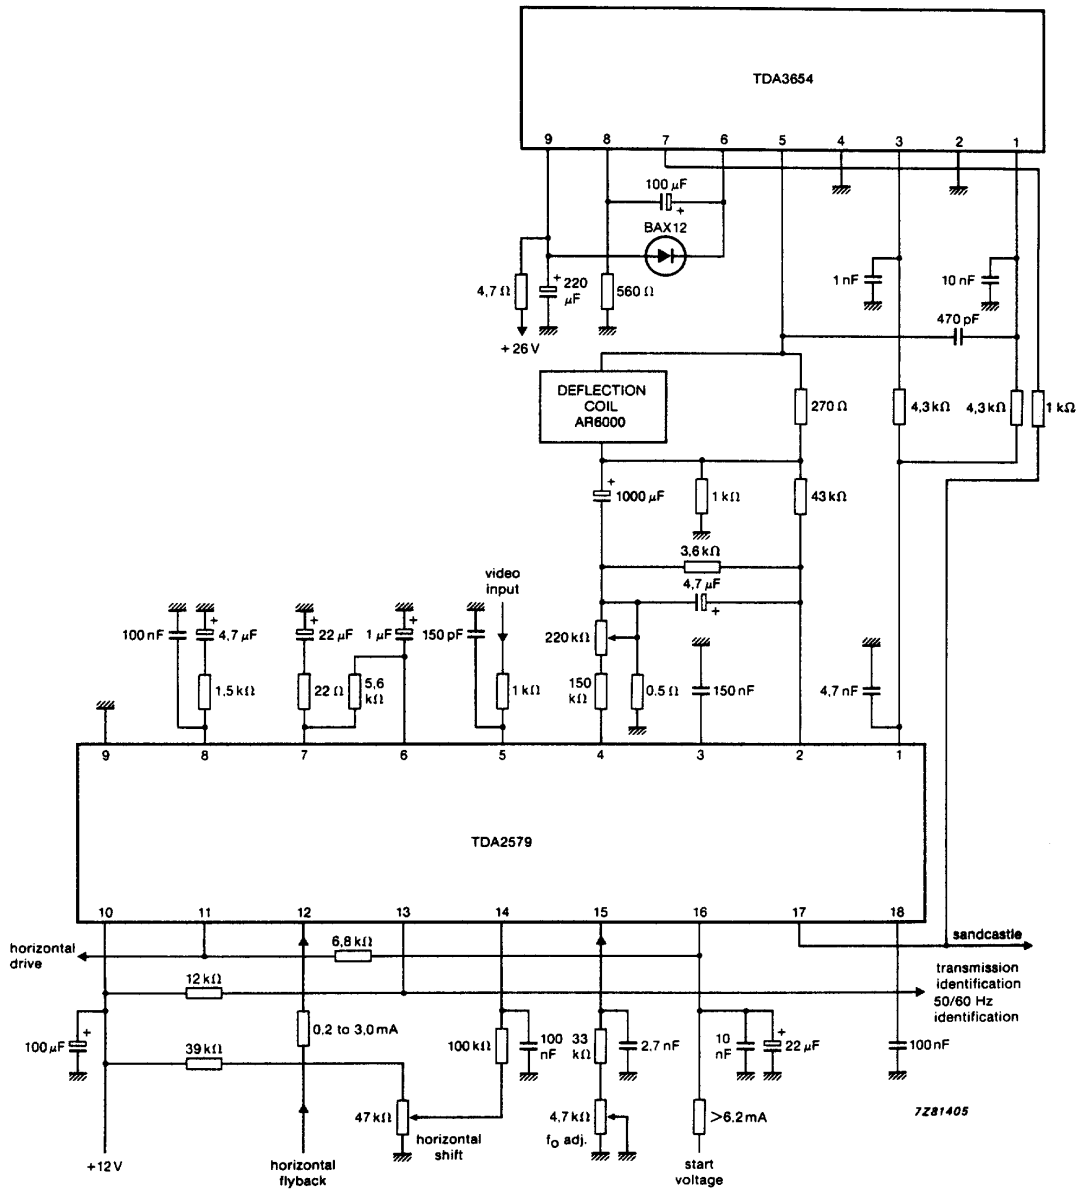 TDA3654
9 8 7 6 5 4 3 2 1
100 µF
+
BAX12
4,7 Ω
+
220 µF
560 Ω
+ 26 V
1 nF
10 nF
470 pF
DEFLECTION
COIL
AR6000
270 Ω
4,3 kΩ
4,3 kΩ
1 kΩ
+
1000 µF
1 kΩ
43 kΩ
3,6 kΩ
4,7 µF
+
video
input
100 nF
+
4,7 µF
+
22 µF
1 µF
+
150 pF
220 kΩ
1,5 kΩ
22 Ω
5,6
kΩ
1 kΩ
150
kΩ
0.5 Ω
150 nF
4,7 nF
9 8 7 6 5 4 3 2 1
TDA2579
10 11 12 13 14 15 16 17 18
horizontal
drive
6,8 kΩ
sandcastle
12 kΩ
transmission
identification
50/60 Hz
identification
100 µF
+
0.2 to 3,0 mA
39 kΩ
100 kΩ
100
nF
33
kΩ
2.7 nF
10
nF
+
22 µF
100 nF
47 kΩ
horizontal
shift
4,7 kΩ
fO adj.
>6,2 mA
7Z81405
+12 V
horizontal
flyback
start
voltage